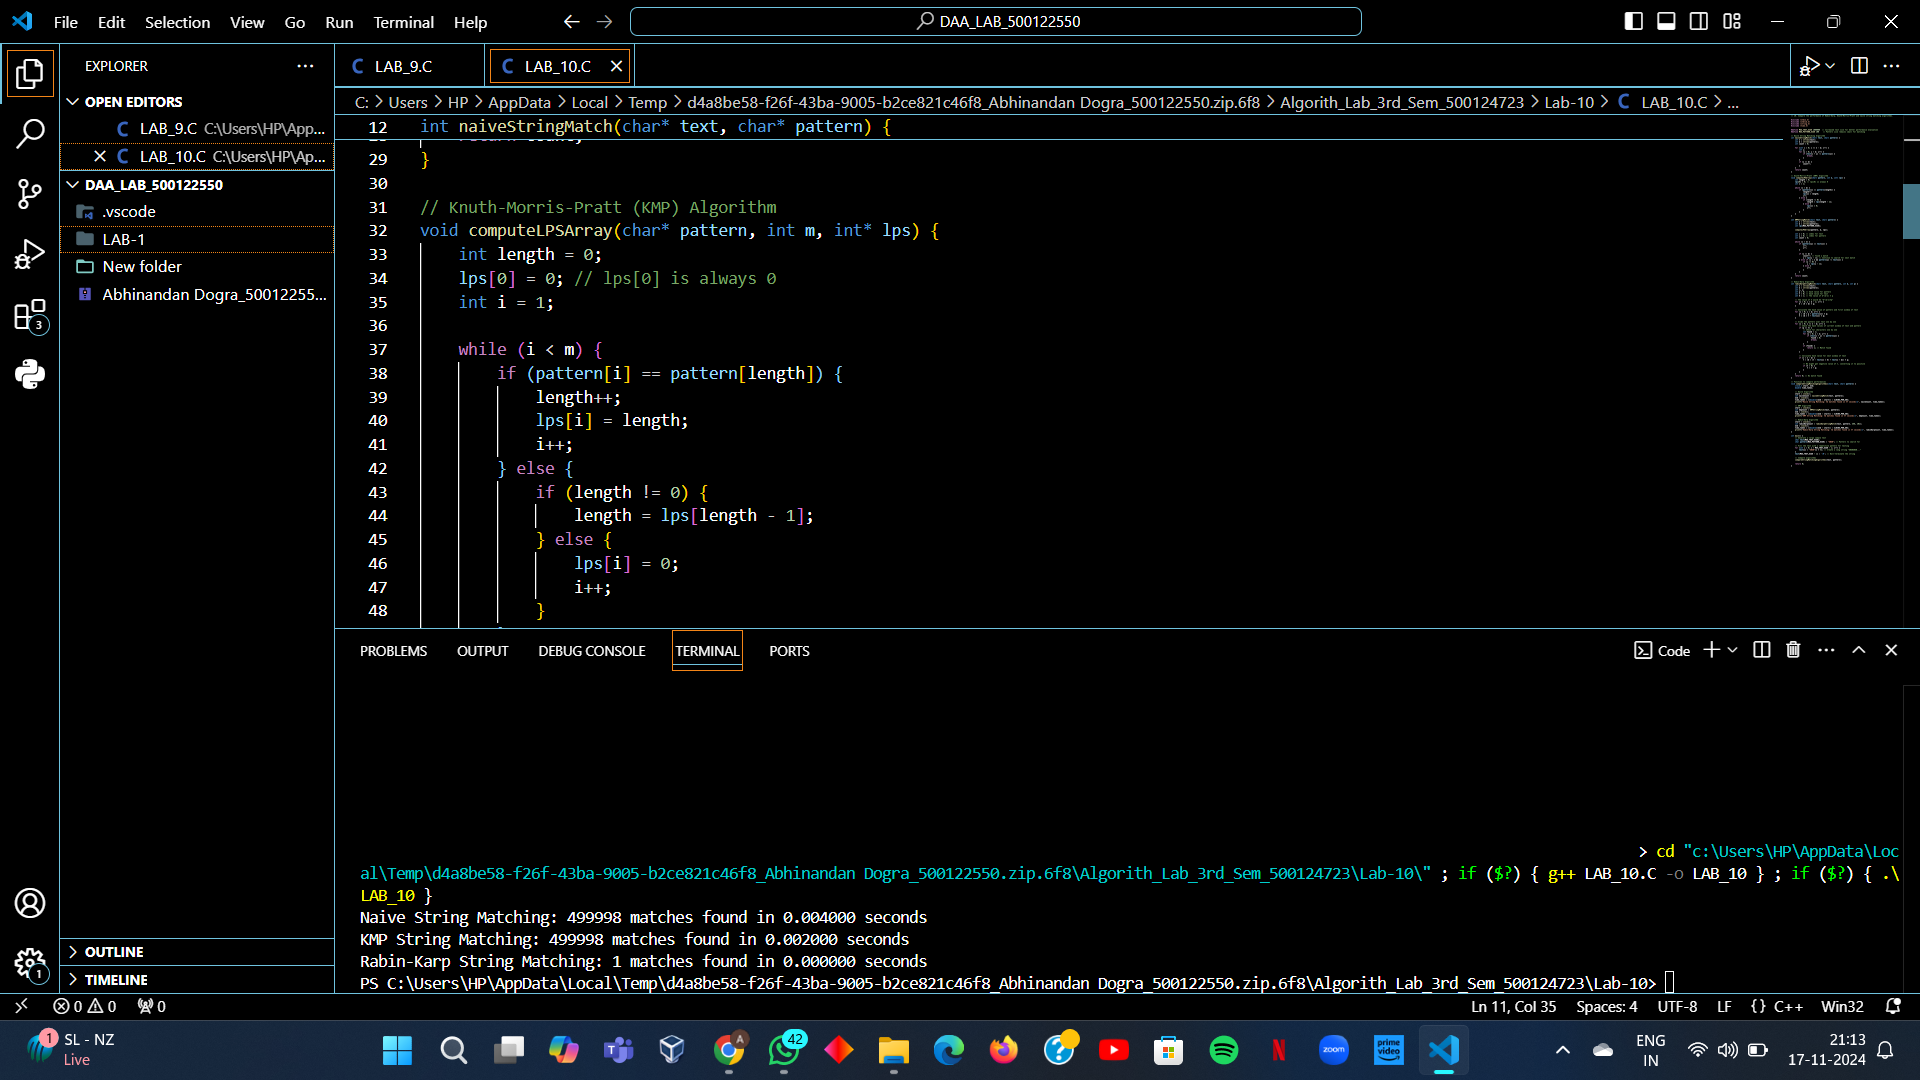 File Edit Selection View Go Run Terminal Help
DAA_LAB_500122550
EXPLORER
OPEN EDITORS
LAB_9.C C:\Users\HP\App...
LAB_10.C C:\Users\HP\Ap...
DAA_LAB_500122550
.vscode
LAB-1
New folder
Abhinandan Dogra_50012255...
OUTLINE
TIMELINE
3
1
LAB_9.C
LAB_10.C
C: > Users > HP > AppData > Local > Temp > d4a8be58-f26f-43ba-9005-b2ce821c46f8_Abhinandan Dogra_500122550.zip.6f8 > Algorith_Lab_3rd_Sem_500124723 > Lab-10 > LAB_10.C > ...
12 int naiveStringMatch(char* text, char* pattern) {
29 }
30
31 // Knuth-Morris-Pratt (KMP) Algorithm
32 void computeLPSArray(char* pattern, int m, int* lps) {
33 int length = 0;
34 lps[0] = 0; // lps[0] is always 0
35 int i = 1;
36
37 while (i < m) {
38 if (pattern[i] == pattern[length]) {
39 length++;
40 lps[i] = length;
41 i++;
42 } else {
43 if (length != 0) {
44 length = lps[length - 1];
45 } else {
46 lps[i] = 0;
47 i++;
48 }
PROBLEMS OUTPUT DEBUG CONSOLE TERMINAL PORTS
Code
> cd "c:\Users\HP\AppData\Loc
al\Temp\d4a8be58-f26f-43ba-9005-b2ce821c46f8_Abhinandan Dogra_500122550.zip.6f8\Algorith_Lab_3rd_Sem_500124723\Lab-10\" ; if ($?) { g++ LAB_10.C -o LAB_10 } ; if ($?) { .\
LAB_10 }
Naive String Matching: 499998 matches found in 0.004000 seconds
KMP String Matching: 499998 matches found in 0.002000 seconds
Rabin-Karp String Matching: 1 matches found in 0.000000 seconds
PS C:\Users\HP\AppData\Local\Temp\d4a8be58-f26f-43ba-9005-b2ce821c46f8_Abhinandan Dogra_500122550.zip.6f8\Algorith_Lab_3rd_Sem_500124723\Lab-10>
0 0 0
Ln 11, Col 35 Spaces: 4 UTF-8 LF {} C++ Win32
1
SL - NZ
Live
A
42
zoom
prime video
ENG
IN
21:13
17-11-2024